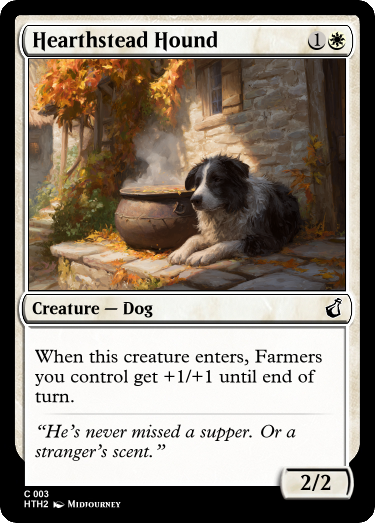 Hearthstead Hound 1
Creature — Dog
When this creature enters, Farmers
you control get +1/+1 until end of
turn.
“He’s never missed a supper. Or a
stranger’s scent.”
2/2
C 003
HTH2 Midjourney